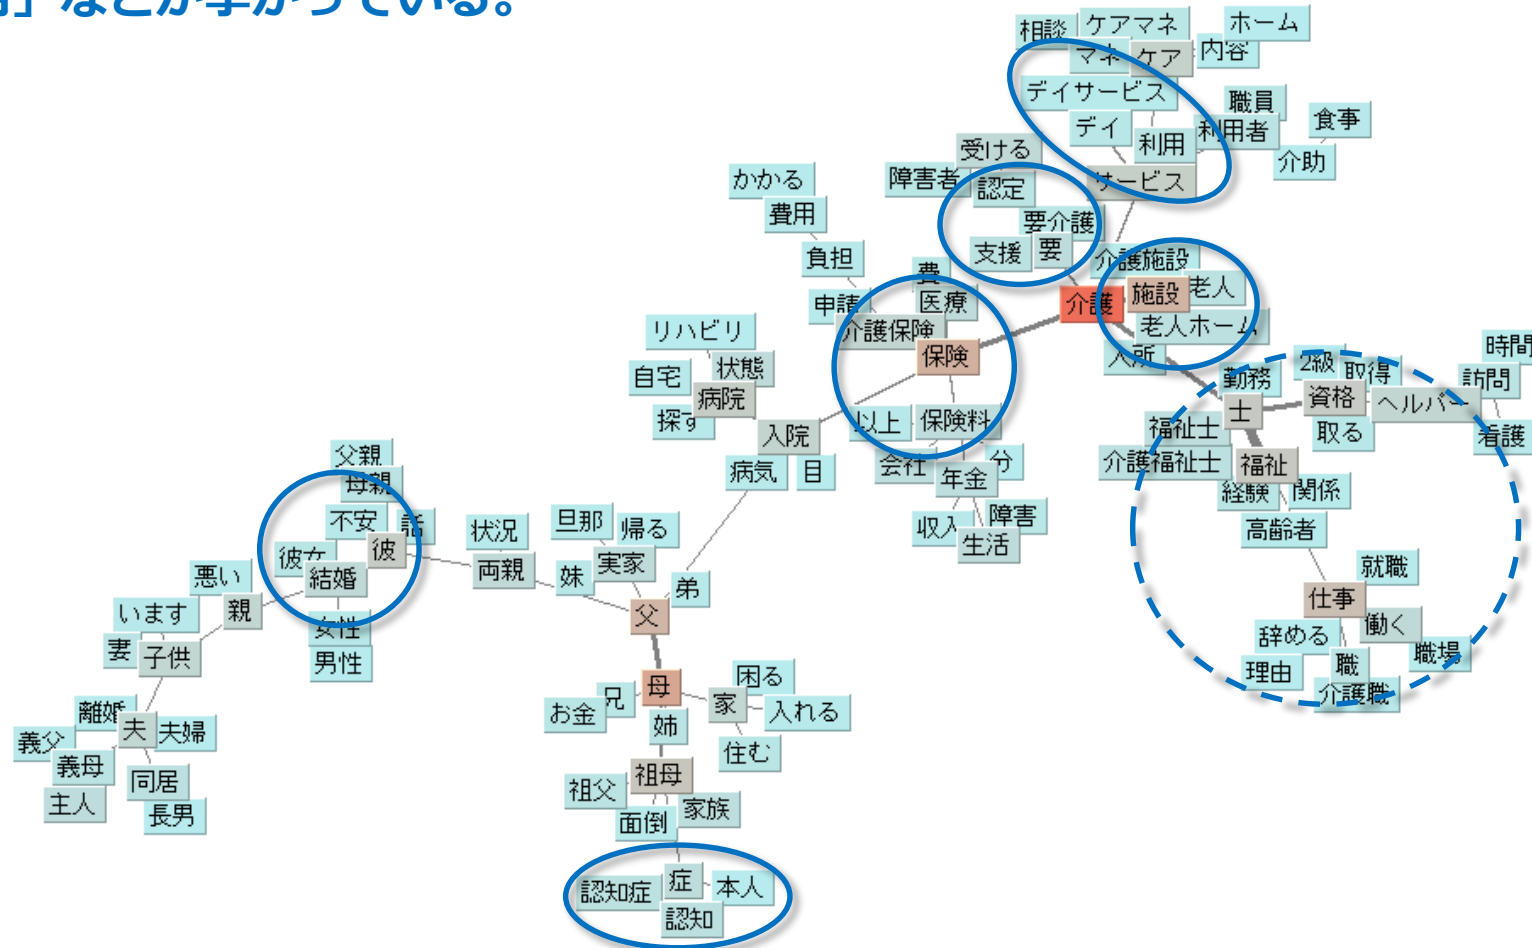 」などが挙がっている。
相談
ケアマネ
ホーム
マネ
ケア
内容
デイサービス
職員
デイ
利用
利用者
食事
介助
受ける
障害者
認定
サービス
かかる
費用
要介護
支援
要
負担
介護施設
費
申請
医療
介護
施設
老人
介護保険
老人ホーム
リハビリ
保険
入所
時間
自宅
状態
勤務
2級
取得
訪問
病院
士
資格
ヘルパー
探す
以上
保険料
福祉士
取る
看護
入院
会社
分
介護福祉士
福祉
父親
病気
目
年金
経験
関係
母親
不安
話
状況
旦那
帰る
収入
障害
高齢者
彼女
彼
生活
悪い
結婚
両親
妹
実家
弟
就職
います
親
父
仕事
妻
子供
女性
辞める
働く
男性
母
困る
理由
職
職場
離婚
お金
兄
家
入れる
介護職
義父
夫
夫婦
姉
義母
住む
主人
同居
祖父
祖母
長男
面倒
家族
認知症
症
本人
認知